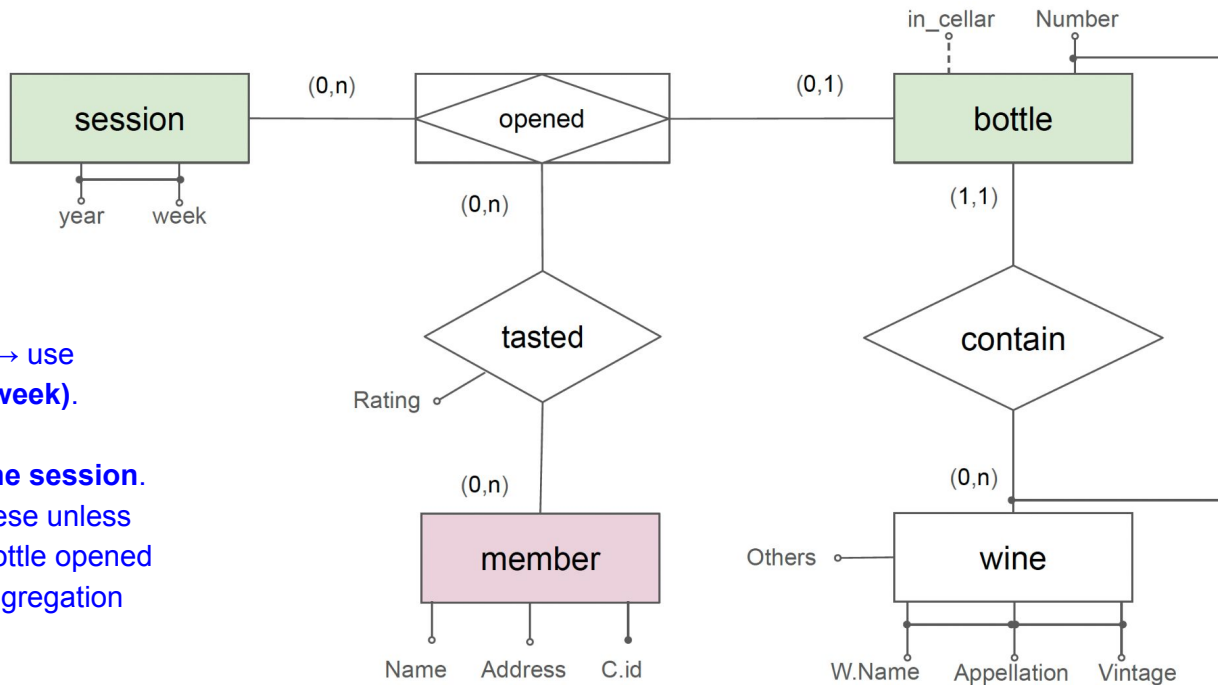 in_cellar Number
(0,n) (0,1)
session opened bottle
(0,n) (1,1)
year week
tasted contain
→ use
week).
Rating
ne session.
(0,n) (0,n)
ese unless
ottle opened
gregation
member Others wine
Name Address C.id W.Name Appellation Vintage